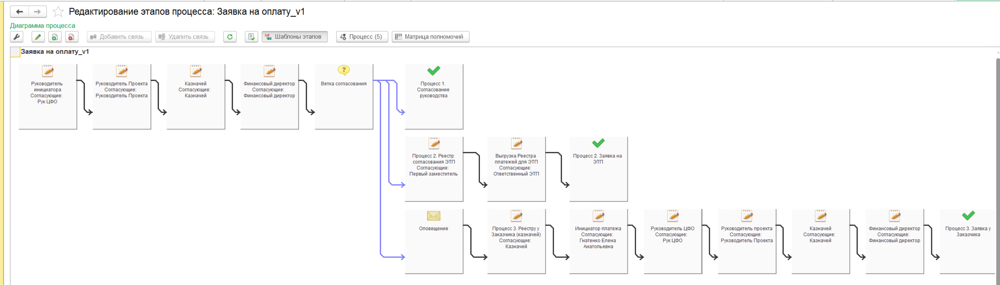 Редактирование этапов процесса: Заявка на оплату_v1
Диаграмма процесса
Добавить связь
Удалить связь
Шаблоны этапов
Процесс (5)
Матрица полномочий
Заявка на оплату_v1
Руководитель
инициатора
Согласующие:
Рук ЦФО
Руководитель Проекта
Согласующие:
Руководитель Проекта
Казначей
Согласующие:
Казначей
Финансовый директор
Согласующие:
Финансовый директор
Ветка согласования
Процесс 1.
Согласование
руководства
Процесс 2. Реестр
согласования ЭТП
Согласующие:
Первый заместитель
Выгрузка Реестра
платежей для ЭТП
Согласующие:
Ответственный ЭТП
Процесс 2. Заявка на
ЭТП
Оповещение
Процесс 3. Реестру у
Заказчика (казначей)
Согласующие:
Казначей
Инициатор платежа
Согласующие:
Гнатенко Елена
Анатольевна
Руководитель ЦФО
Согласующие:
Рук ЦФО
Руководитель проекта
Согласующие:
Руководитель Проекта
Казначей
Согласующие:
Казначей
Финансовый директор
Согласующие:
Финансовый директор
Процесс 3. Заявка у
Заказчика